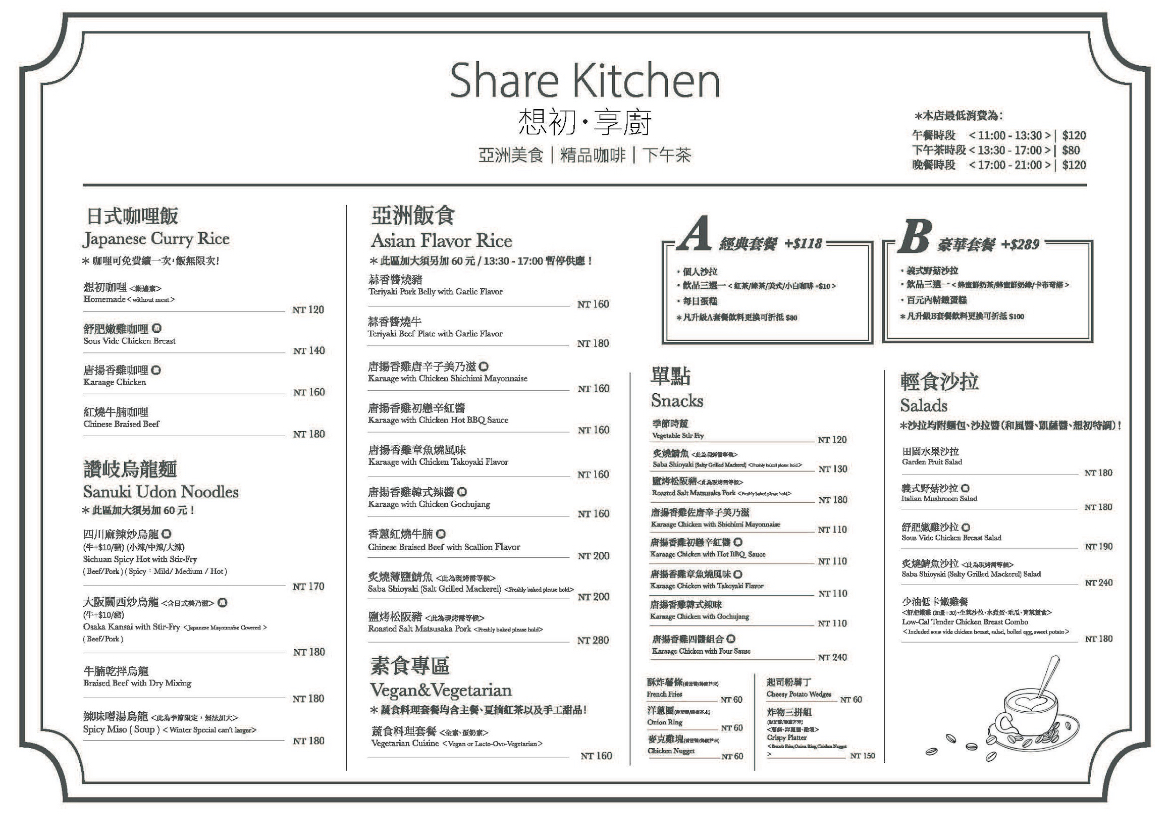 Share Kitchen
想初·享廚
亞洲美食｜精品咖啡｜下午茶
＊本店最低消費為：
午餐時段 < 11:00 - 13:30 >｜ $120
下午茶時段 < 13:30 - 17:00 >｜ $80
晚餐時段 < 17:00 - 21:00 >｜ $120
日式咖哩飯
Japanese Curry Rice
＊ 咖哩可免費續一次，飯無限次！
想初咖哩
Homemade < without meat >
NT 120
舒肥嫩雞咖哩
Sous Vide Chicken Breast
NT 140
唐揚香雞咖哩
Karaage Chicken
NT 160
紅燒牛腩咖哩
Chinese Braised Beef
NT 180
讚岐烏龍麵
Sanuki Udon Noodles
＊ 此區加大須另加 60 元！
四川麻辣炒烏龍
(牛+$10/豬) (小辣/中辣/大辣)
Sichuan Spicy Hot with Stir-Fry
( Beef/Pork ) ( Spicy : Mild/ Medium / Hot )
NT 170
大阪關西炒烏龍 <含日式美乃滋>
(牛+$10/豬)
Osaka Kansai with Stir-Fry <Japanese Mayonnaise Covered >
( Beef/Pork )
NT 180
牛腩乾拌烏龍
Braised Beef with Dry Mixing
NT 180
辣味噌湯烏龍 <此為季節限定，無法加大>
Spicy Miso ( Soup ) < Winter Special can't larger>
NT 180
亞洲飯食
Asian Flavor Rice
＊ 此區加大須另加 60 元 / 13:30 - 17:00 暫停供應！
蒜香醬燒豬
Teriyaki Pork Belly with Garlic Flavor
NT 160
蒜香醬燒牛
Teriyaki Beef Plate with Garlic Flavor
NT 180
唐揚香雞唐辛子美乃滋
Karaage with Chicken Shichimi Mayonnaise
NT 160
唐揚香雞初戀辛紅醬
Karaage with Chicken Hot BBQ Sauce
NT 160
唐揚香雞章魚燒風味
Karaage with Chicken Takoyaki Flavor
NT 160
唐揚香雞韓式辣醬
Karaage with Chicken Gochujang
NT 160
香蔥紅燒牛腩
Chinese Braised Beef with Scallion Flavor
NT 200
炙燒薄鹽鯖魚 <此為現烤需等候>
Saba Shioyaki (Salt Grilled Mackerel) <Freshly baked please hold>
NT 200
鹽烤松阪豬 <此為現烤需等候>
Roasted Salt Matsusaka Pork <Freshly baked please hold>
NT 280
素食專區
Vegan&Vegetarian
＊ 蔬食料理套餐均含主餐、夏摘紅茶以及手工甜品！
蔬食料理套餐 <全素、蛋奶素>
Vegetarian Cuisine <Vegan or Lacto-Ovo-Vegetarian>
NT 160
A 經典套餐 +$118
・個人沙拉
・飲品三選一 < 紅茶/綠茶/美式/小白咖啡 +$10 >
・每日蛋糕
＊凡升級A套餐飲料更換可折抵 $80
B 豪華套餐 +$289
・義式野菇沙拉
・飲品三選一 < 蜂蜜鮮奶茶/蜂蜜鮮奶綠/卡布奇諾 >
・百元內精緻蛋糕
＊凡升級B套餐飲料更換可折抵 $100
單點
Snacks
季節時蔬
Vegetable Stir Fry
NT 120
炙燒鯖魚 <此為現烤需等候>
Saba Shioyaki (Salty Grilled Mackerel) <Freshly baked please hold>
NT 130
鹽烤松阪豬 <此為現烤需等候>
Roasted Salt Matsusaka Pork <Freshly baked please hold>
NT 180
唐揚香雞佐唐辛子美乃滋
Karaage Chicken with Shichimi Mayonnaise
NT 110
唐揚香雞初戀辛紅醬
Karaage Chicken with Hot BBQ Sauce
NT 110
唐揚香雞章魚燒風味
Karaage Chicken with Takoyaki Flavor
NT 110
唐揚香雞韓式辣味
Karaage Chicken with Gochujang
NT 110
唐揚香雞四醬組合
Karaage Chicken with Four Sauce
NT 240
酥炸薯條
French Fries
NT 60
洋蔥圈
Onion Ring
NT 60
麥克雞塊
Chicken Nugget
NT 60
起司粉薯丁
Cheesy Potato Wedges
NT 60
炸物三拼組
Crispy Platter
< French Fries,Onion Ring,Chicken Nugget
>
NT 150
輕食沙拉
Salads
＊沙拉均附麵包、沙拉醬（和風醬、凱薩醬、想初特調）！
田園水果沙拉
Garden Fruit Salad
NT 180
義式野菇沙拉
Italian Mushroom Salad
NT 180
舒肥嫩雞沙拉
Sous Vide Chicken Breast Salad
NT 190
炙燒鯖魚沙拉 <此為現烤需等候>
Saba Shioyaki (Salty Grilled Mackerel) Salad
NT 240
少油低卡嫩雞餐
Low-Cal Tender Chicken Breast Combo
<Included sous vide chicken breast, salad, boiled egg, sweet potato >
NT 180